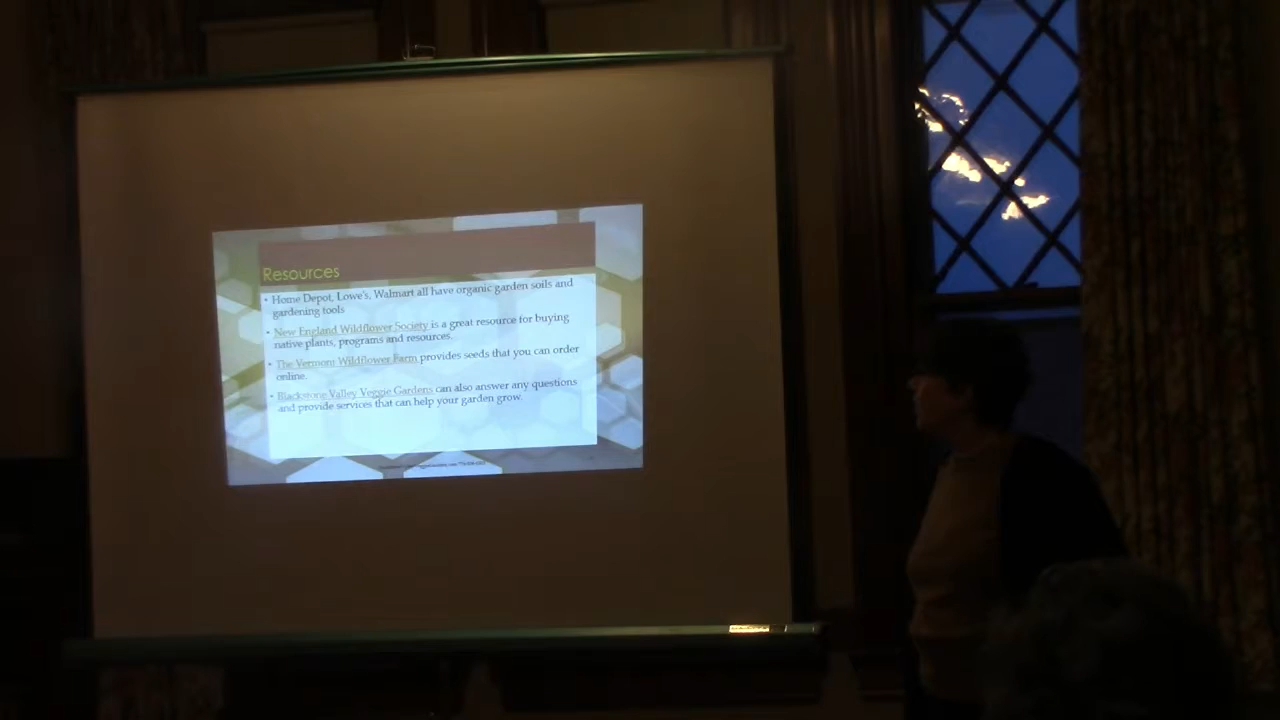 Resources
• Home Depot, Lowe's, Walmart all have organic garden soils and
gardening tools
• New England Wildflower Society is a great resource for buying
native plants, programs and resources.
• The Vermont Wildflower Farm provides seeds that you can order
online.
• Blackstone Valley Veggie Gardens can also answer any questions
and provide services that can help your garden grow.